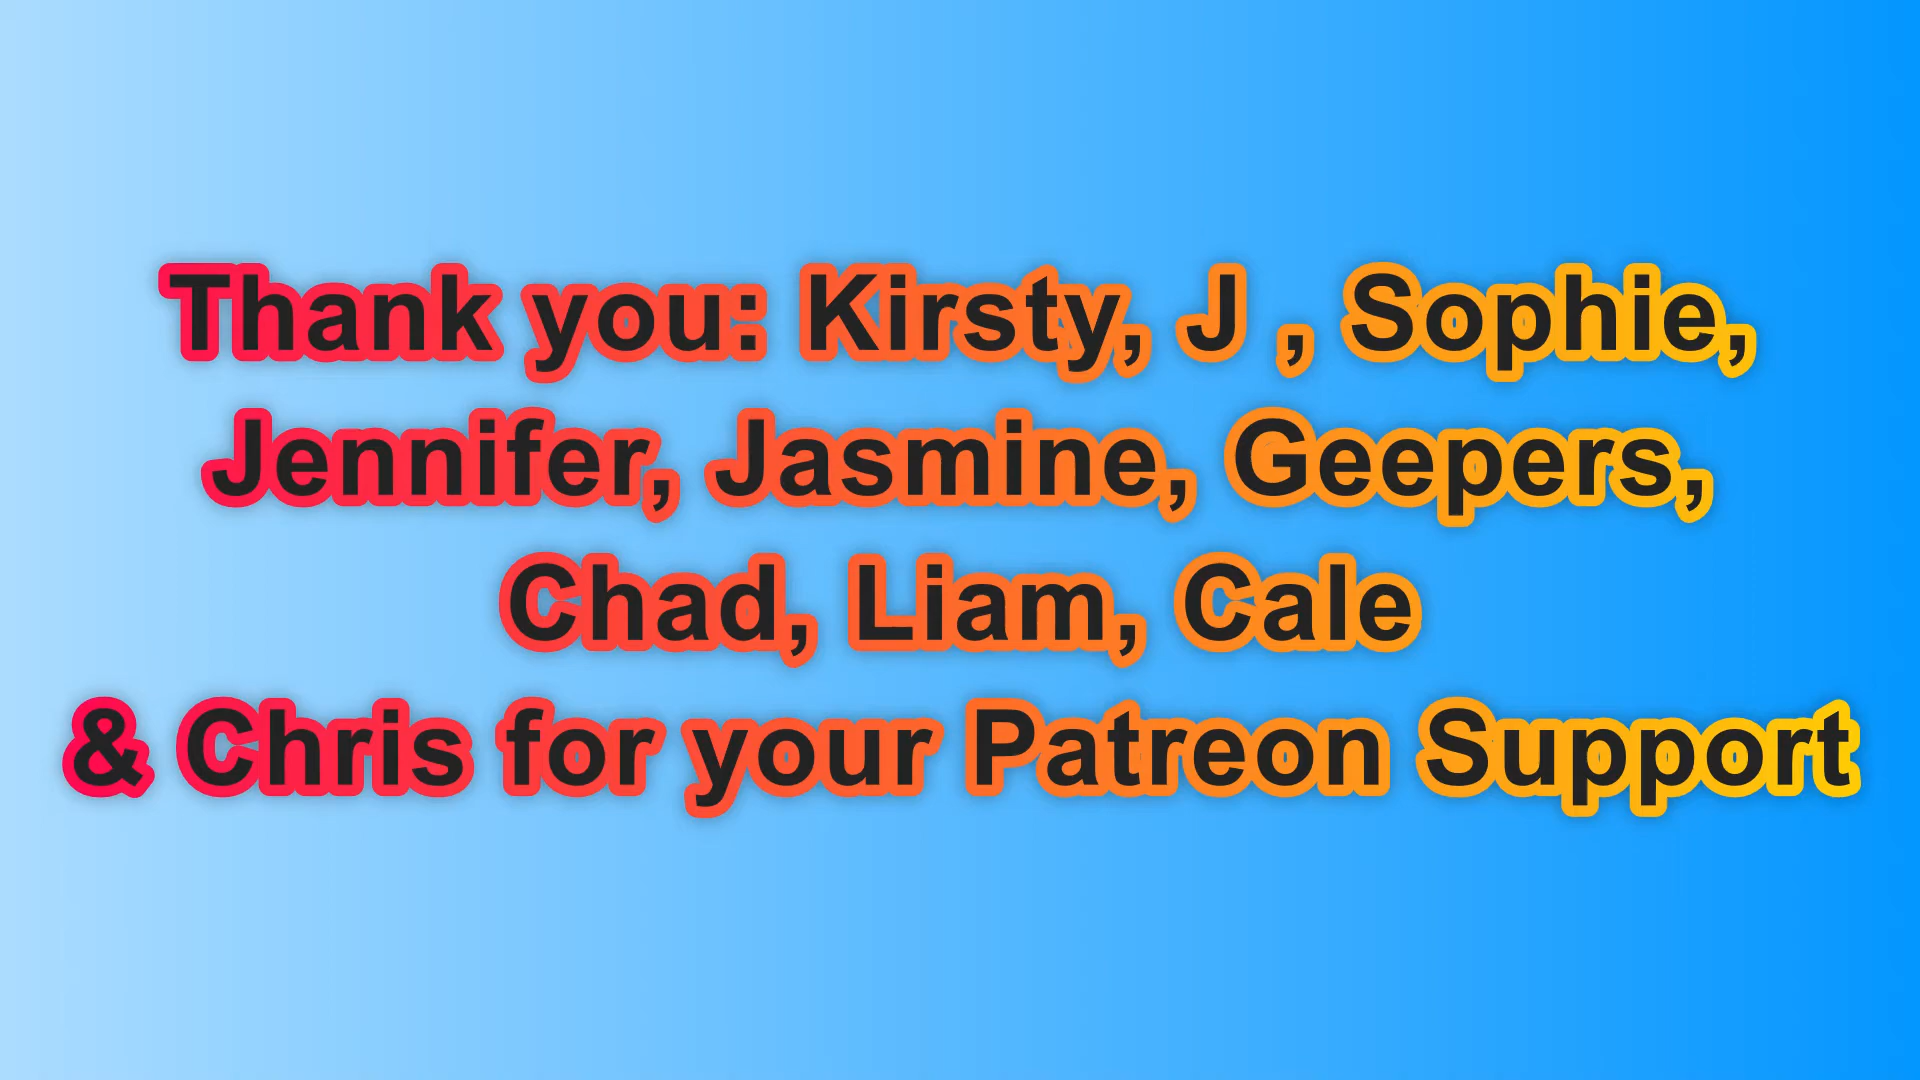 Thank you: Kirsty, J , Sophie,
Jennifer, Jasmine, Geepers,
Chad, Liam, Cale
& Chris for your Patreon Support